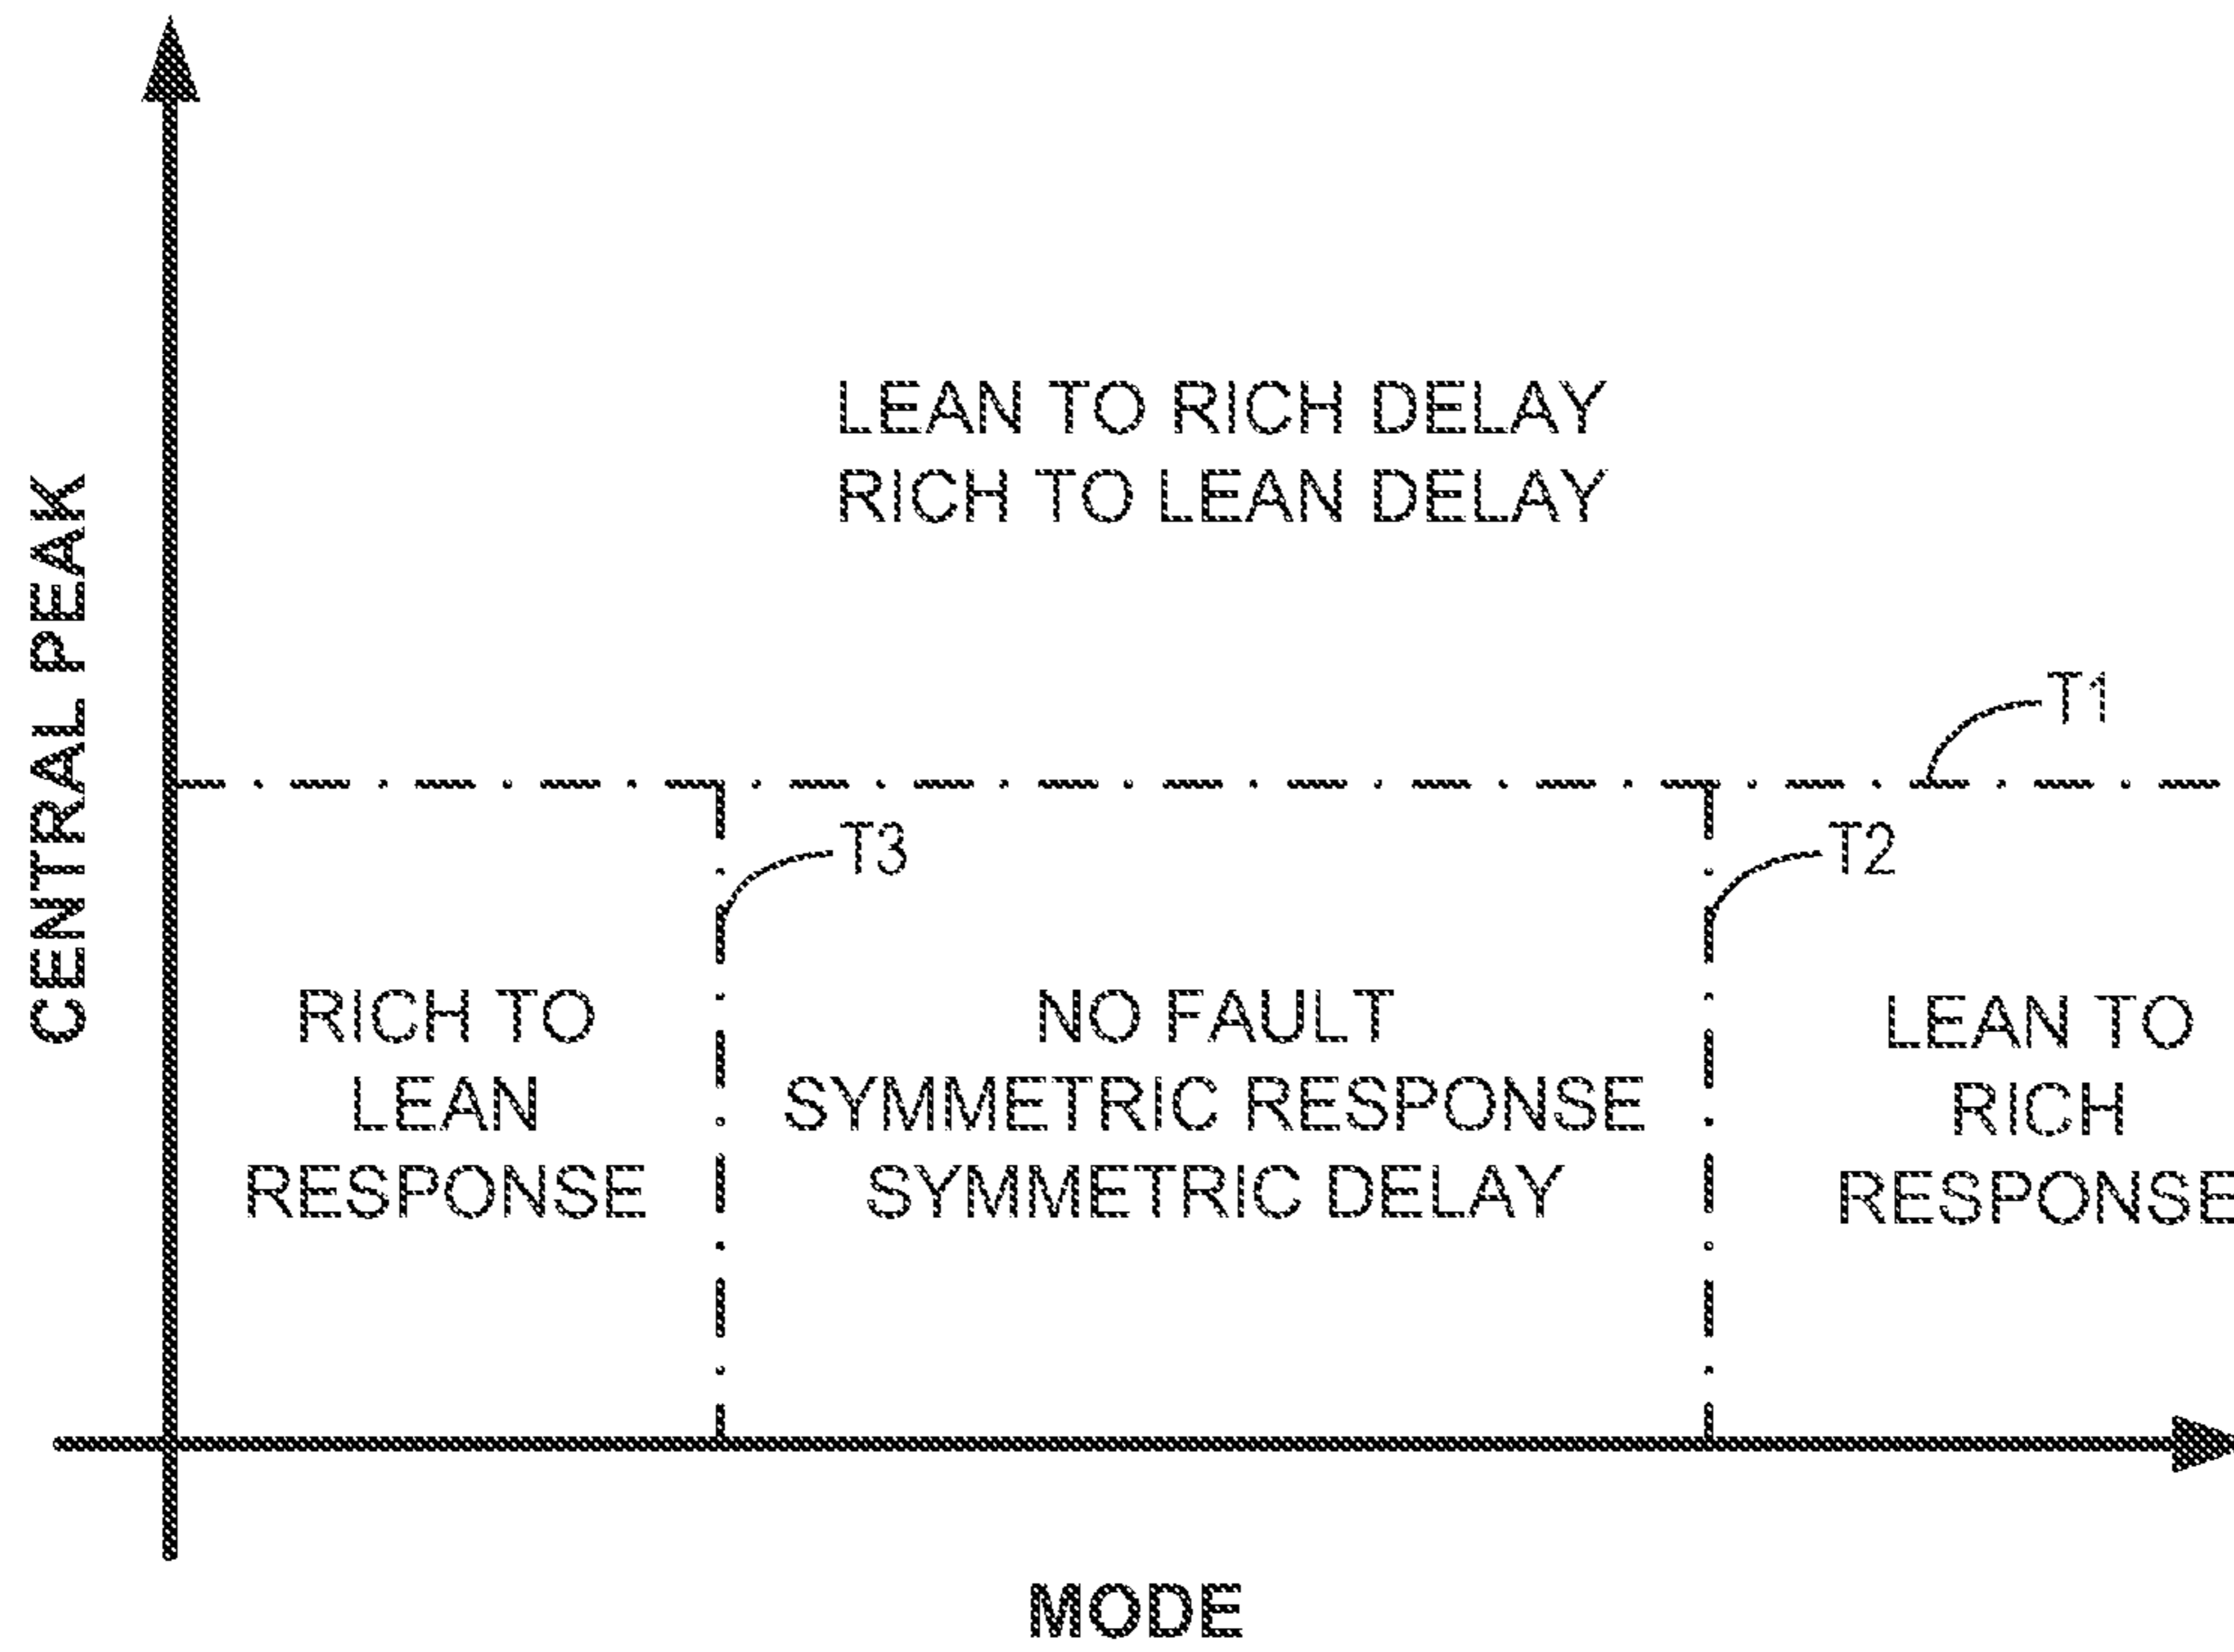 LEAN TO RICH DELAY
RICH TO LEAN DELAY
CENTRAL PEAK
T1
T3
T2
RICH TO
LEAN
RESPONSE
NO FAULT
SYMMETRIC RESPONSE
SYMMETRIC DELAY
LEAN TO
RICH
RESPONSE
MODE